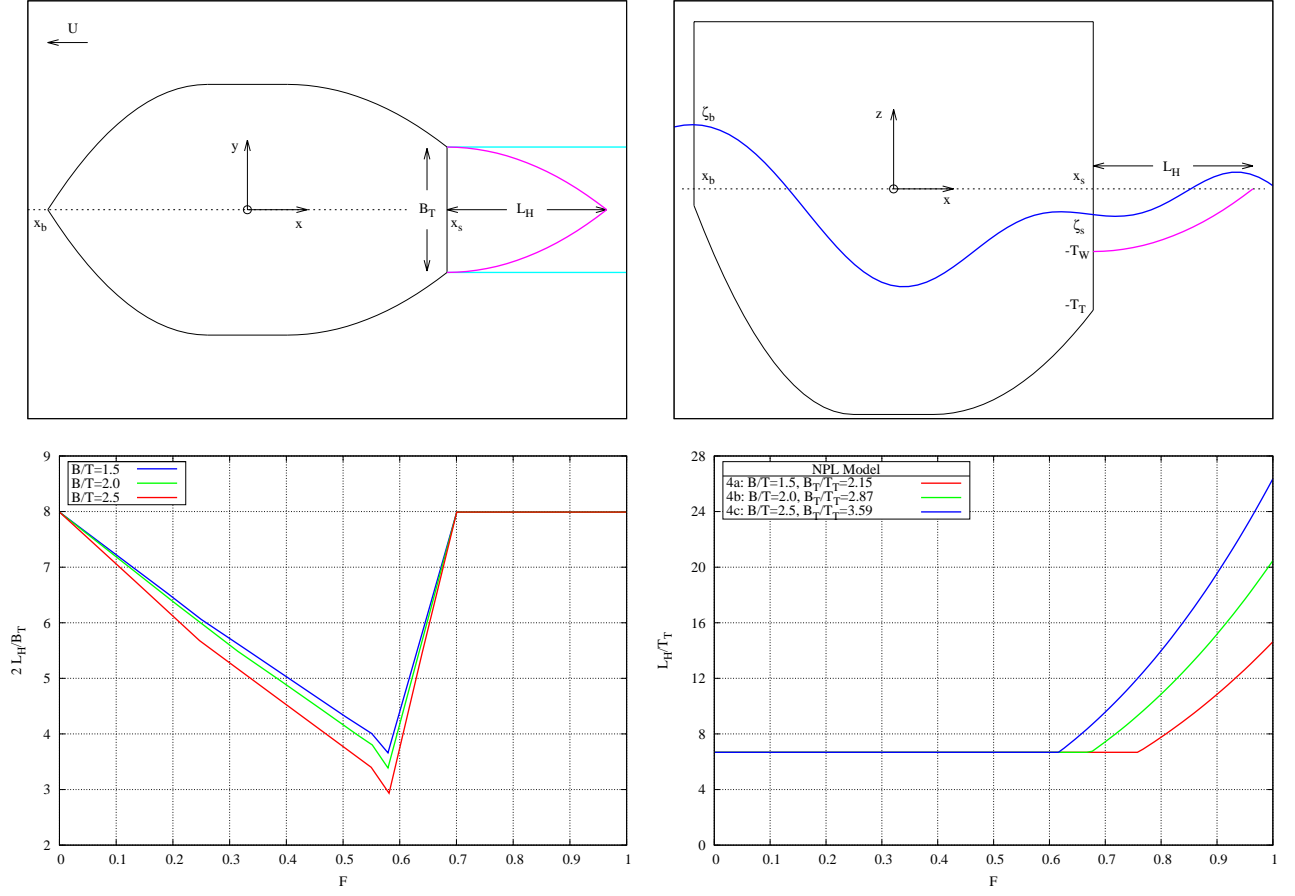 U
y
x
x_b
B_T
x_s
L_H
ζ_b
z
x_b
x
x_s
L_H
ζ_s
-T_W
-T_T
9
8
7
6
5
4
3
2
2 L_H/B_T
B/T=1.5
B/T=2.0
B/T=2.5
0 0.1 0.2 0.3 0.4 0.5 0.6 0.7 0.8 0.9 1
F
28
24
20
16
12
8
4
0
L_H/T_T
NPL Model
4a: B/T=1.5, B_T/T_T=2.15
4b: B/T=2.0, B_T/T_T=2.87
4c: B/T=2.5, B_T/T_T=3.59
0 0.1 0.2 0.3 0.4 0.5 0.6 0.7 0.8 0.9 1
F